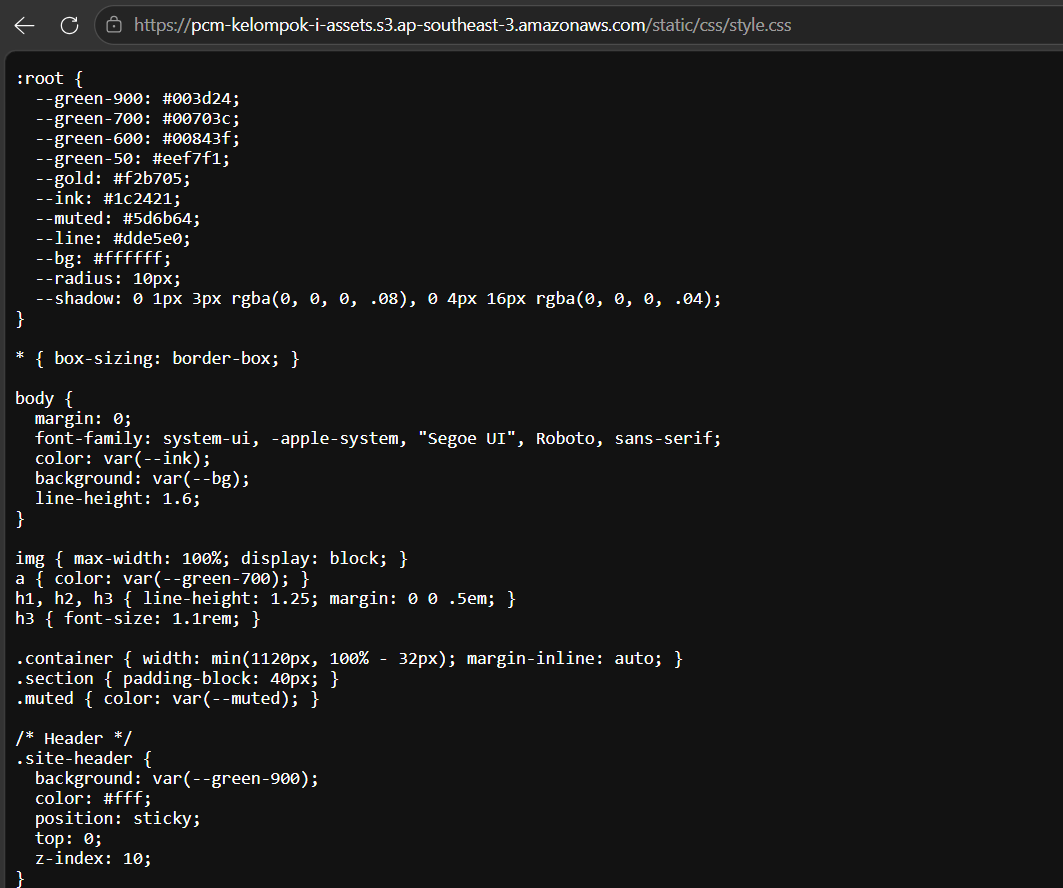 https://pcm-kelompok-i-assets.s3.ap-southeast-3.amazonaws.com/static/css/style.css
:root {
  --green-900: #003d24;
  --green-700: #00703c;
  --green-600: #00843f;
  --green-50: #eef7f1;
  --gold: #f2b705;
  --ink: #1c2421;
  --muted: #5d6b64;
  --line: #dde5e0;
  --bg: #ffffff;
  --radius: 10px;
  --shadow: 0 1px 3px rgba(0, 0, 0, .08), 0 4px 16px rgba(0, 0, 0, .04);
}

* { box-sizing: border-box; }

body {
  margin: 0;
  font-family: system-ui, -apple-system, "Segoe UI", Roboto, sans-serif;
  color: var(--ink);
  background: var(--bg);
  line-height: 1.6;
}

img { max-width: 100%; display: block; }
a { color: var(--green-700); }
h1, h2, h3 { line-height: 1.25; margin: 0 0 .5em; }
h3 { font-size: 1.1rem; }

.container { width: min(1120px, 100% - 32px); margin-inline: auto; }
.section { padding-block: 40px; }
.muted { color: var(--muted); }

/* Header */
.site-header {
  background: var(--green-900);
  color: #fff;
  position: sticky;
  top: 0;
  z-index: 10;
}